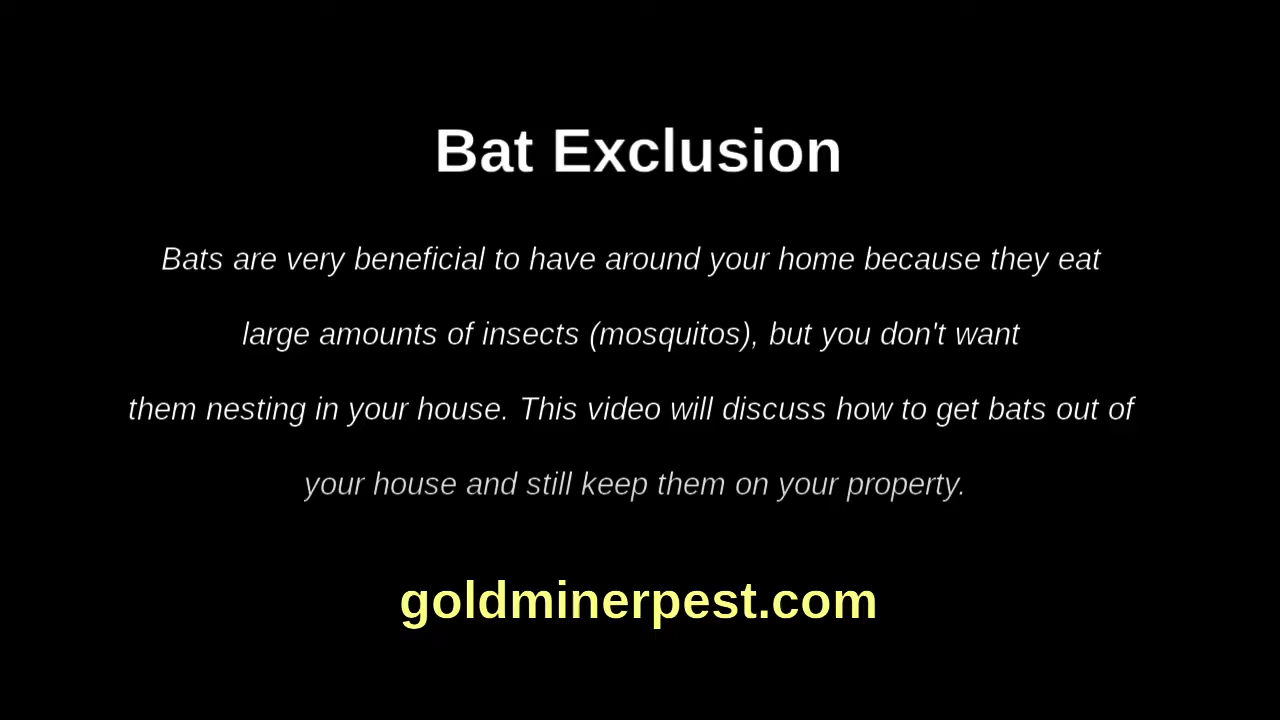 Bat Exclusion
Bats are very beneficial to have around your home because they eat
large amounts of insects (mosquitos), but you don't want
them nesting in your house. This video will discuss how to get bats out of
your house and still keep them on your property.
goldminerpest.com